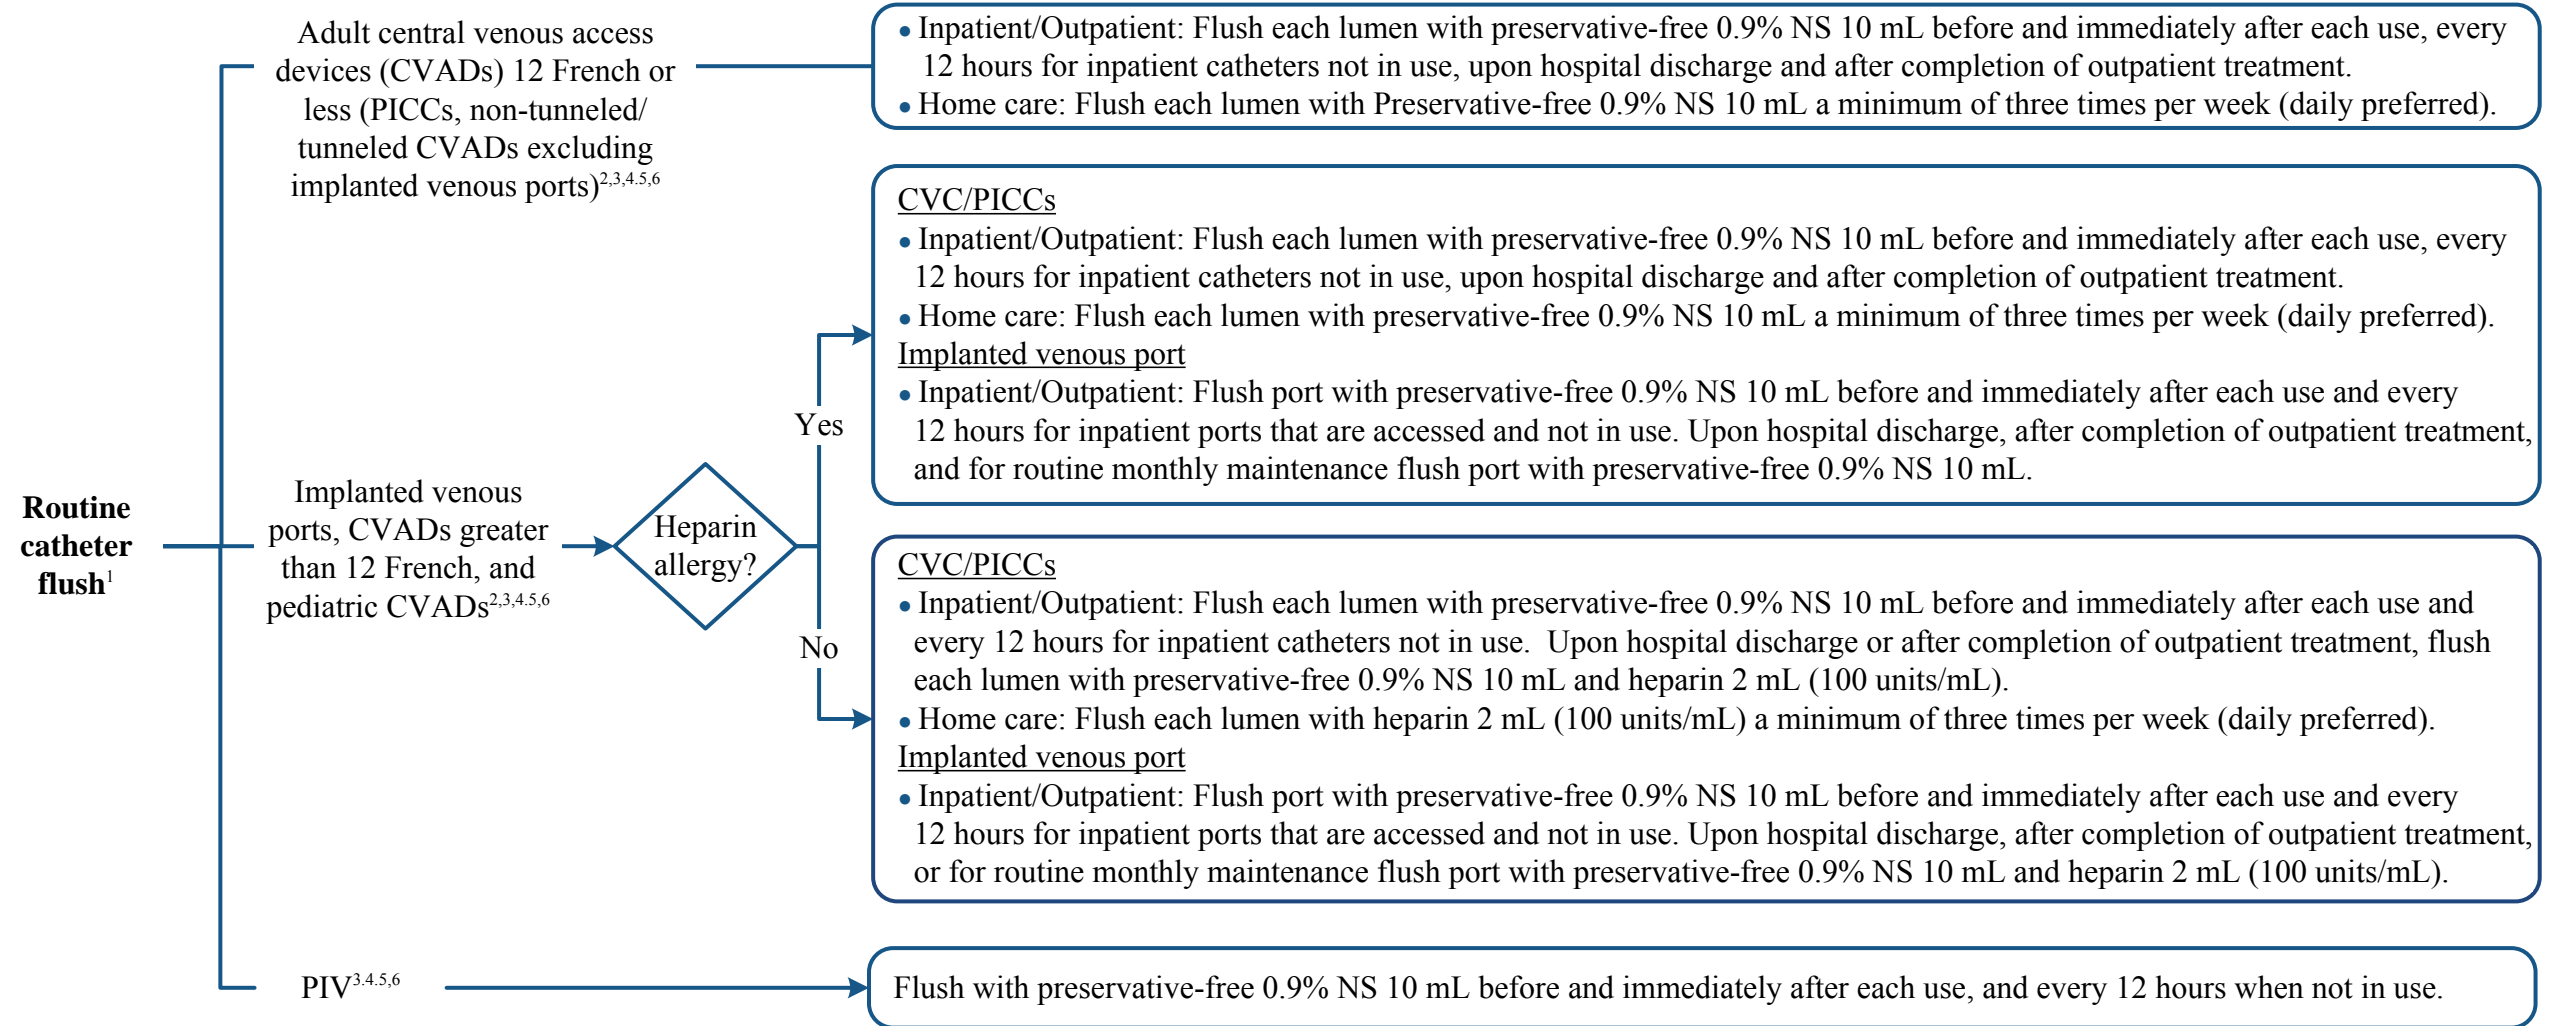 Routine
catheter
flush1
Adult central venous access
devices (CVADs) 12 French or
less (PICCs, non-tunneled/
tunneled CVADs excluding
implanted venous ports)2,3,4.5,6
• Inpatient/Outpatient: Flush each lumen with preservative-free 0.9% NS 10 mL before and immediately after each use, every
12 hours for inpatient catheters not in use, upon hospital discharge and after completion of outpatient treatment.
• Home care: Flush each lumen with Preservative-free 0.9% NS 10 mL a minimum of three times per week (daily preferred).
Implanted venous
ports, CVADs greater
than 12 French, and
pediatric CVADs2,3,4.5,6
Heparin
allergy?
Yes
CVC/PICCs
• Inpatient/Outpatient: Flush each lumen with preservative-free 0.9% NS 10 mL before and immediately after each use, every
12 hours for inpatient catheters not in use, upon hospital discharge and after completion of outpatient treatment.
• Home care: Flush each lumen with preservative-free 0.9% NS 10 mL a minimum of three times per week (daily preferred).
Implanted venous port
• Inpatient/Outpatient: Flush port with preservative-free 0.9% NS 10 mL before and immediately after each use and every
12 hours for inpatient ports that are accessed and not in use. Upon hospital discharge, after completion of outpatient treatment,
and for routine monthly maintenance flush port with preservative-free 0.9% NS 10 mL.
No
CVC/PICCs
• Inpatient/Outpatient: Flush each lumen with preservative-free 0.9% NS 10 mL before and immediately after each use and
every 12 hours for inpatient catheters not in use.  Upon hospital discharge or after completion of outpatient treatment, flush
each lumen with preservative-free 0.9% NS 10 mL and heparin 2 mL (100 units/mL).
• Home care: Flush each lumen with heparin 2 mL (100 units/mL) a minimum of three times per week (daily preferred).
Implanted venous port
• Inpatient/Outpatient: Flush port with preservative-free 0.9% NS 10 mL before and immediately after each use and every
12 hours for inpatient ports that are accessed and not in use. Upon hospital discharge, after completion of outpatient treatment,
or for routine monthly maintenance flush port with preservative-free 0.9% NS 10 mL and heparin 2 mL (100 units/mL).
PIV3.4.5,6
Flush with preservative-free 0.9% NS 10 mL before and immediately after each use, and every 12 hours when not in use.